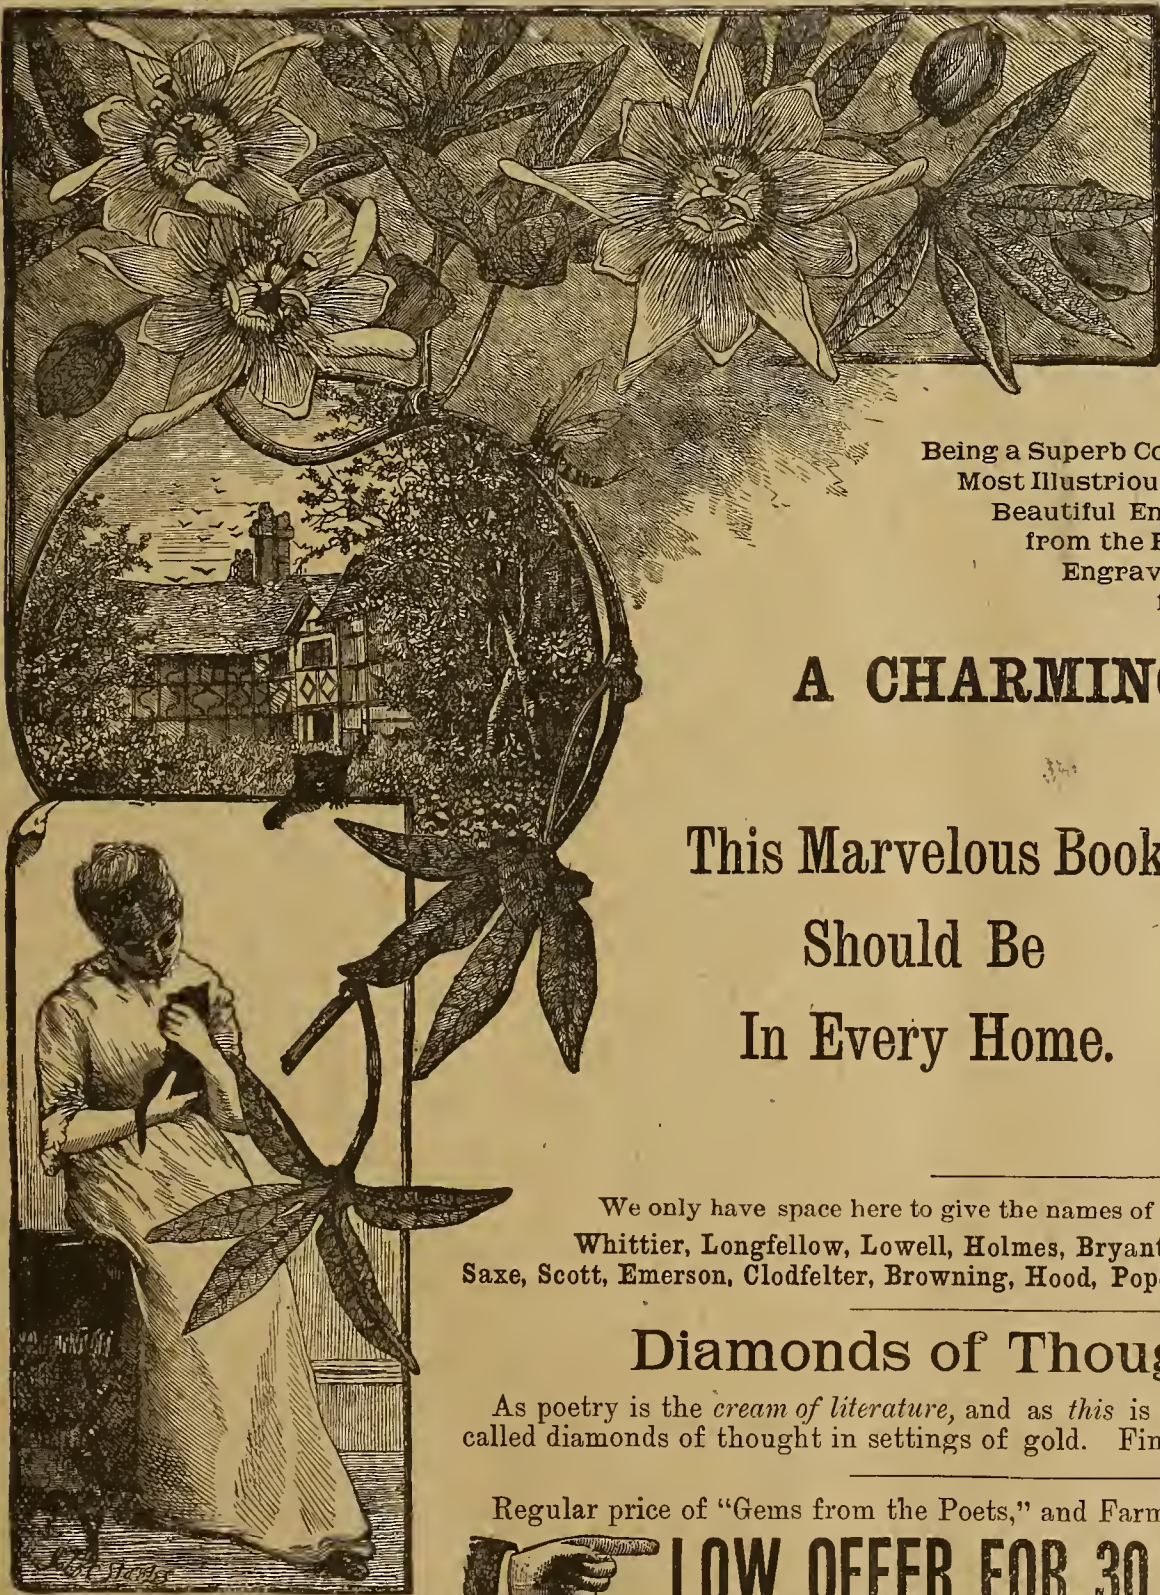 Being a Superb Co
Most Illustriou
Beautiful En
from the
Engrav
A CHARMING
This Marvelous Book
Should Be
In Every Home.
We only have space here to give the names of
Whittier, Longfellow, Lowell, Holmes, Bryant
Saxe, Scott, Emerson, Clodfelter, Browning, Hood, Pop
Diamonds of Thoug
As poetry is the cream of literature, and as this is
called diamonds of thought in settings of gold. Fin
Regular price of “Gems from the Poets,” and Farm
LOW OFFER FOR 30